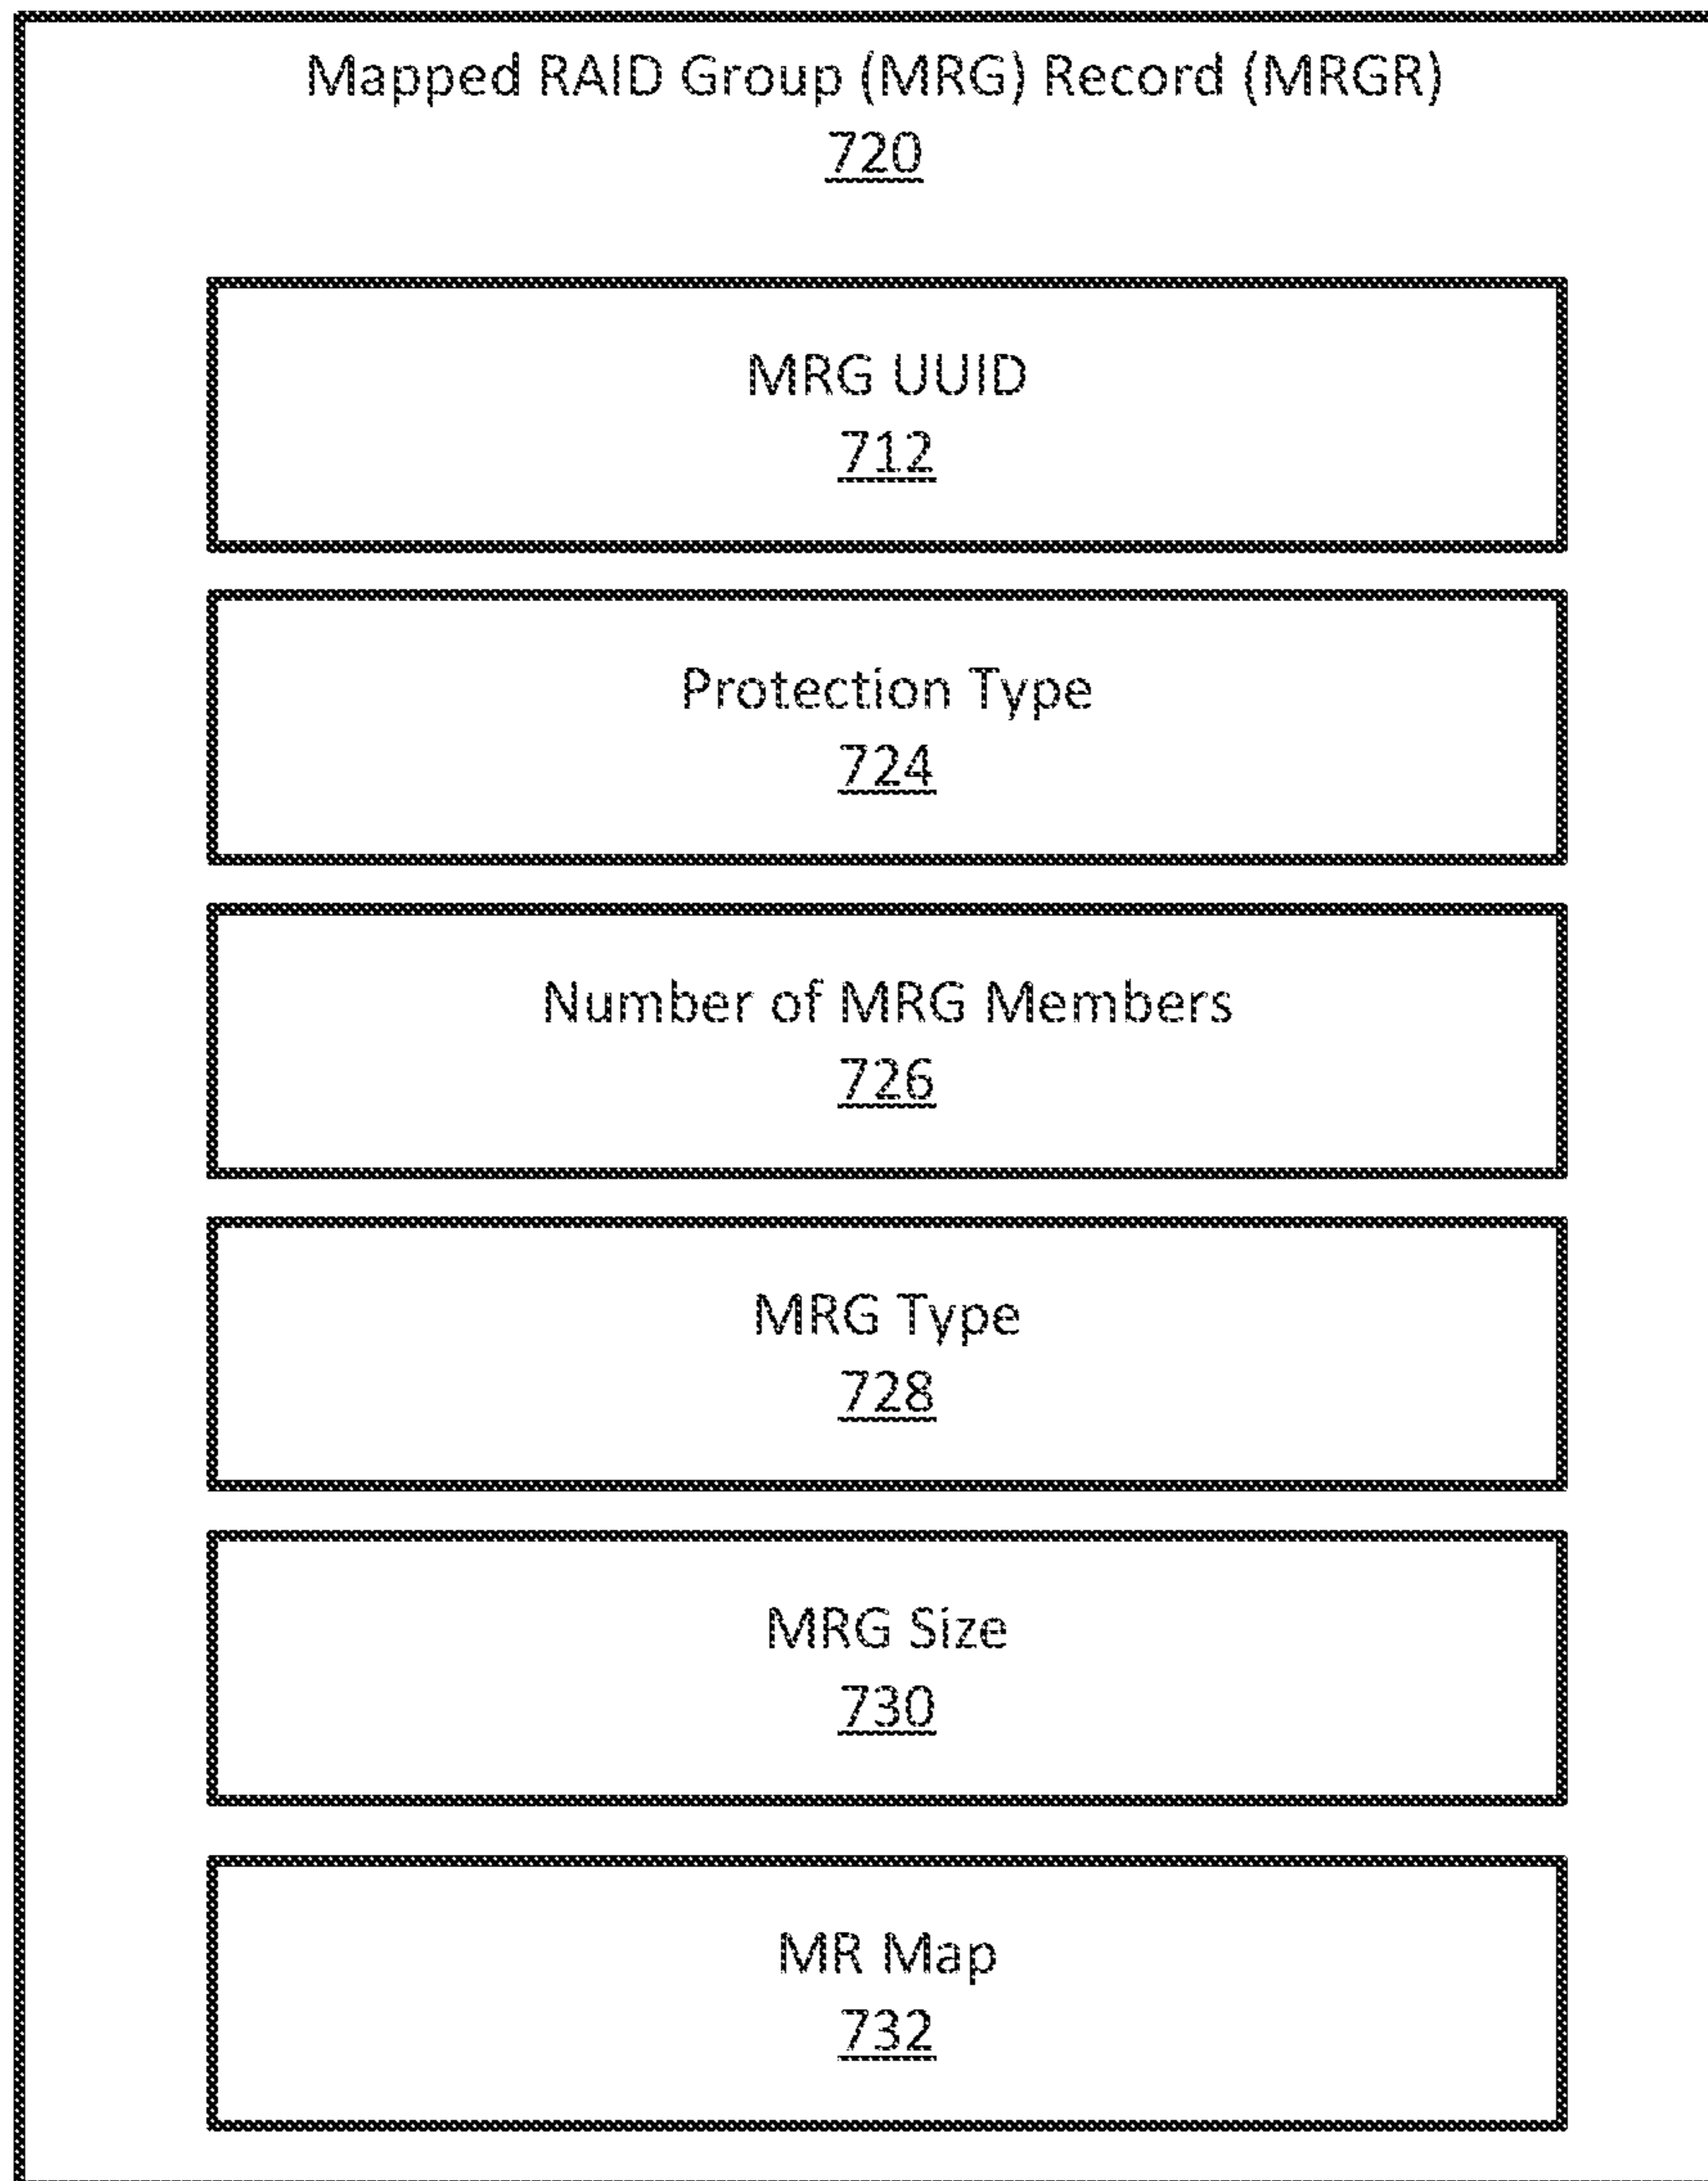 Mapped RAID Group (MRG) Record (MRGR)
720
MRG UUID
712
Protection Type
724
Number of MRG Members
726
MRG Type
728
MRG Size
730
MR Map
732